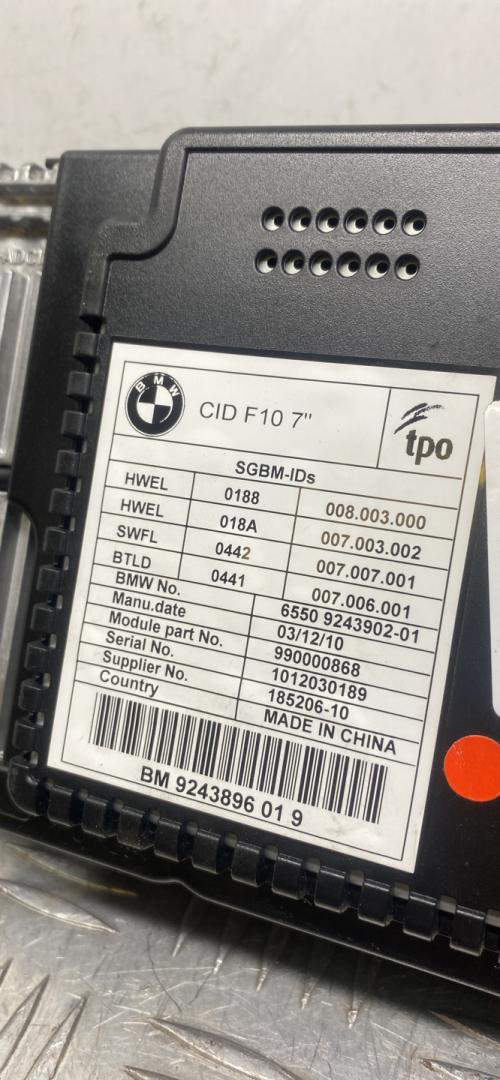 BMW
CID F10 7"
tpo
SGBM-IDs
HWEL 0188 008.003.000
HWEL 018A 007.003.002
SWFL 0442 007.007.001
BTLD 0441 007.006.001
BMW No. 6550 9243902-01
Manu.date 03/12/10
Module part No. 990000868
Serial No. 1012030189
Supplier No. 185206-10
Country MADE IN CHINA
BM 9243896 01 9